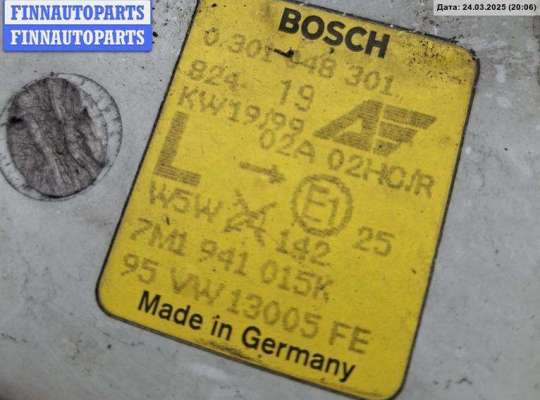 FINNAUTOPARTS
FINNAUTOPARTS
Дата: 24.03.2025 (20:06)
BOSCH
0 301 048 301
824 19
KW19/99
02A 02HC/R
L → E1 25
W5W 21 142
7M1 941 015K
95 VW 13005 FE
Made in Germany